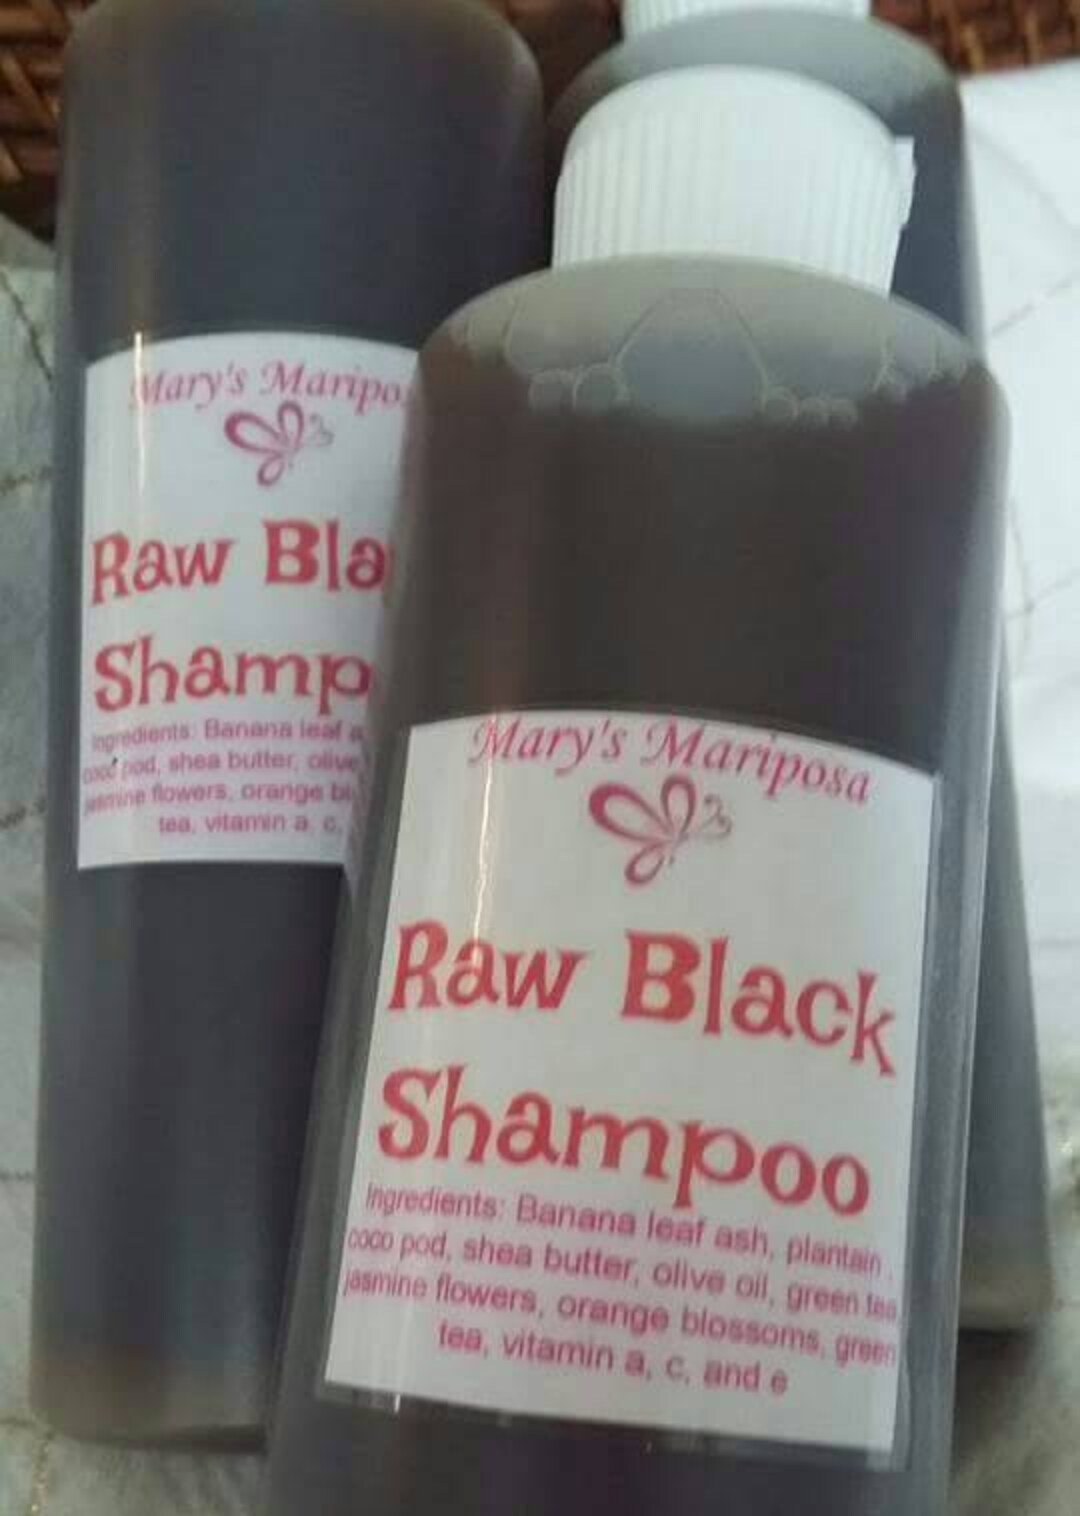 Mary's Maripos
Raw Bla
Shamp
Ingredients: Banana leaf a
coco pod, shea butter, olive
jasmine flowers, orange bl
tea, vitamin a, c,
Mary's Mariposa
Raw Black
Shampoo
Ingredients: Banana leaf ash, plantain
coco pod, shea butter, olive oil, green tea,
jasmine flowers, orange blossoms, green
tea, vitamin a, c, and e